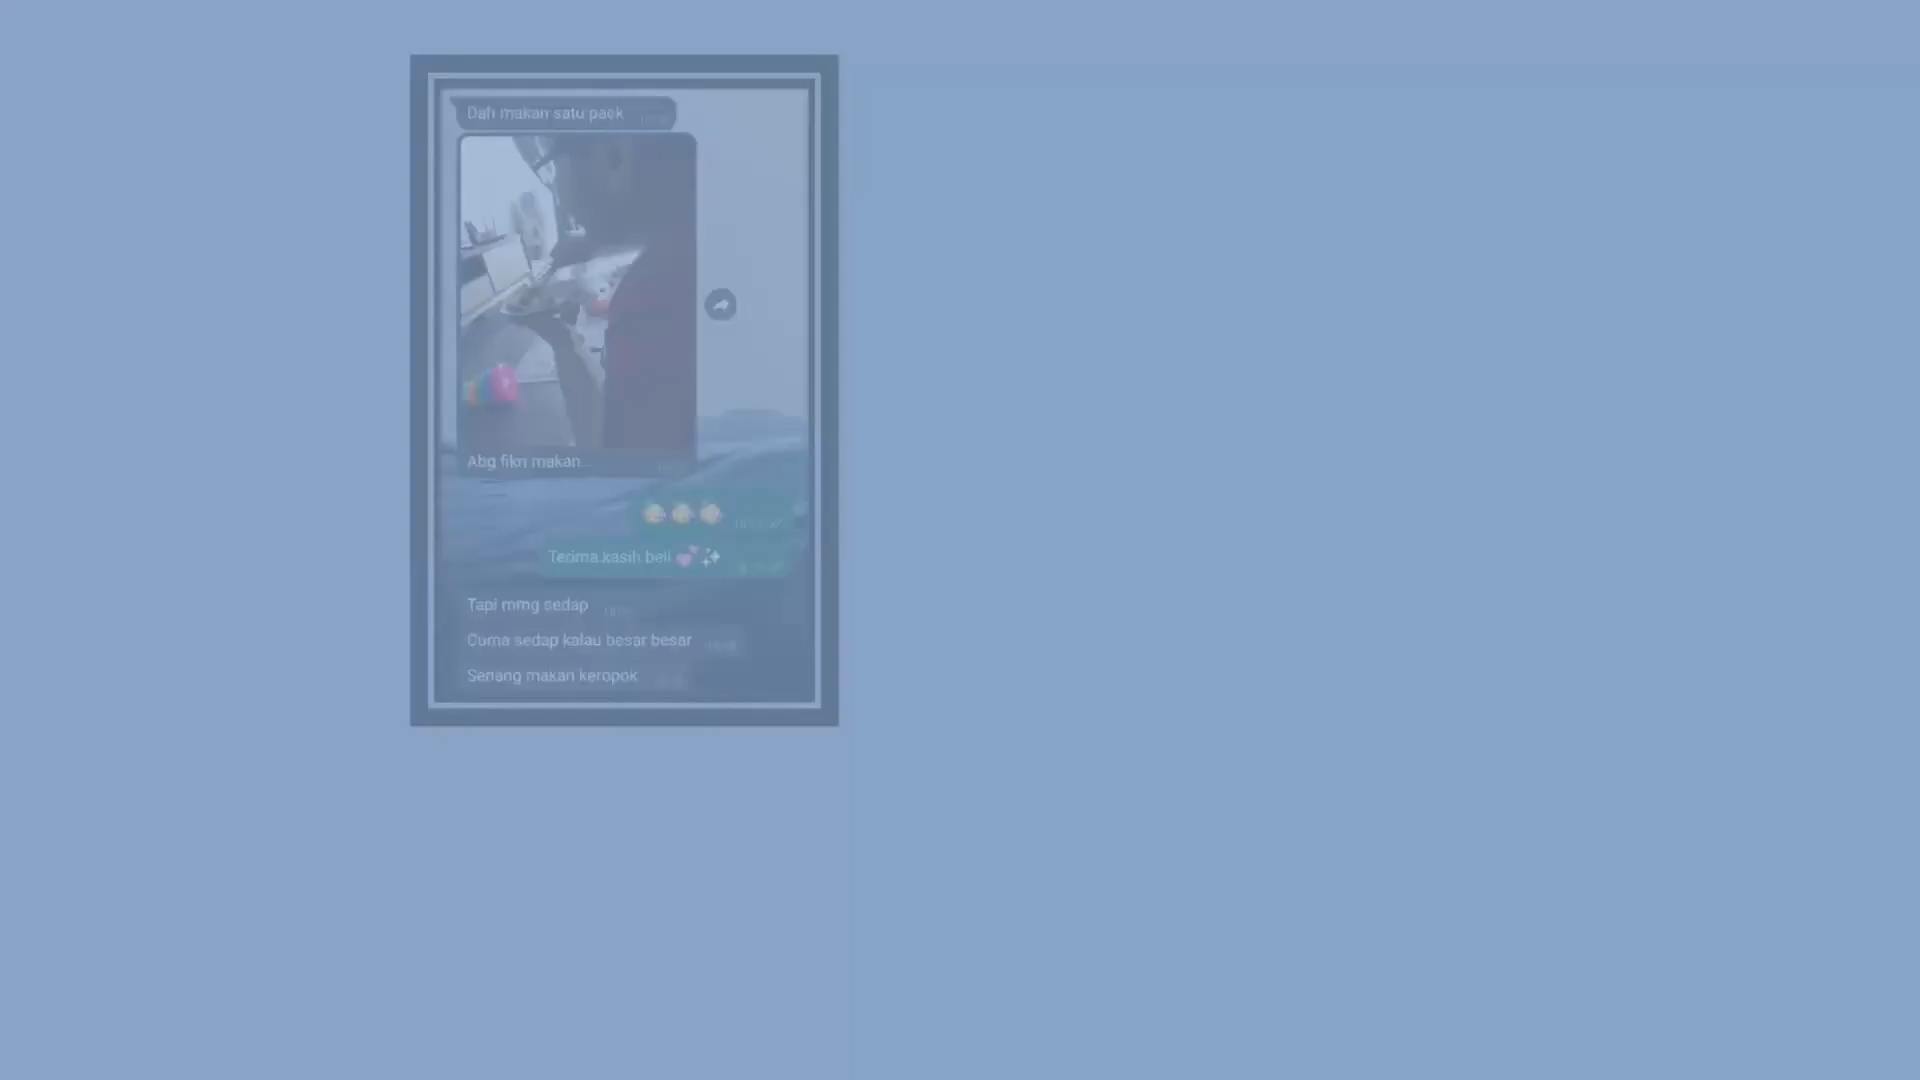 Dah makan satu pack
Abg fikri makan...
😂😂😂
Terima kasih beli 💕✨
Tapi mmg sedap
Cuma sedap kalau besar besar
Senang makan keropok